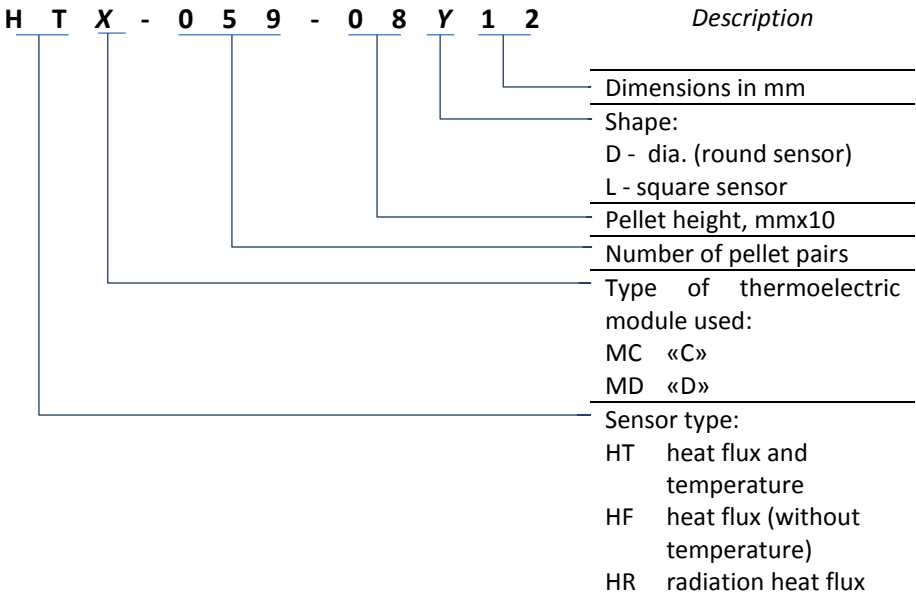 H T X - 0 5 9 - 0 8 Y 1 2 Description
Dimensions in mm
Shape:
D - dia. (round sensor)
L - square sensor
Pellet height, mmx10
Number of pellet pairs
Type of thermoelectric
module used:
MC «C»
MD «D»
Sensor type:
HT heat flux and
temperature
HF heat flux (without
temperature)
HR radiation heat flux